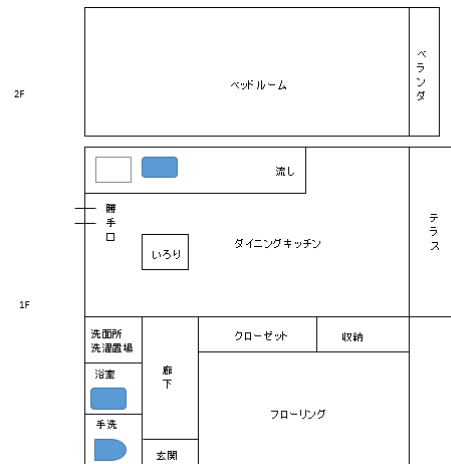 ベッドルーム
ベランダ
2F
流し
勝手口
いろり
ダイニングキッチン
テラス
1F
洗面所
洗濯置場
廊下
クローゼット
収納
浴室
フローリング
手洗
玄関